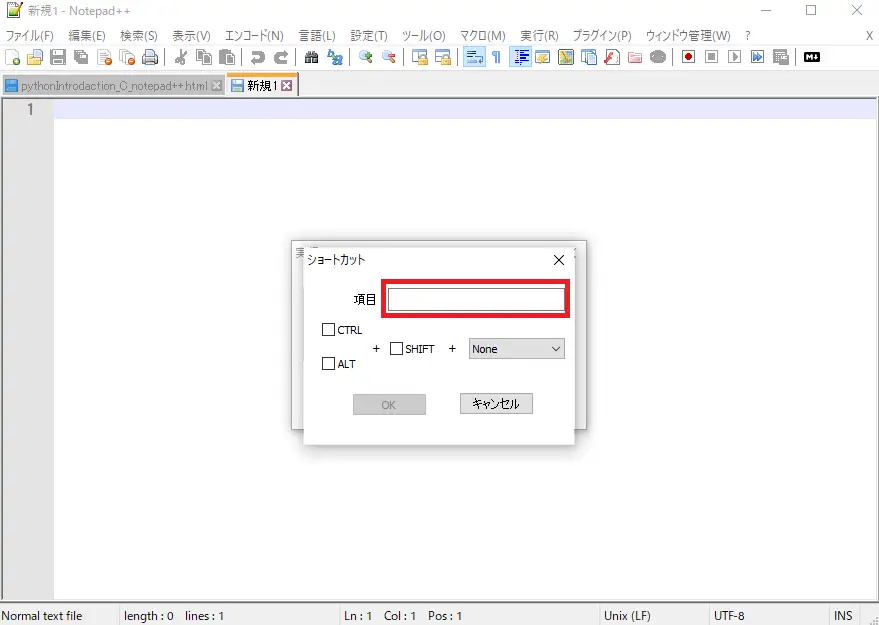 新規1 - Notepad++
ファイル(F) 編集(E) 検索(S) 表示(V) エンコード(N) 言語(L) 設定(T) ツール(O) マクロ(M) 実行(R) プラグイン(P) ウィンドウ管理(W) ? X
pythonIntrodaction_C_notepad++.html 新規1
1
ショートカット
項目
CTRL
+ SHIFT + None
ALT
OK キャンセル
Normal text file length : 0 lines : 1 Ln : 1 Col : 1 Pos : 1 Unix (LF) UTF-8 INS